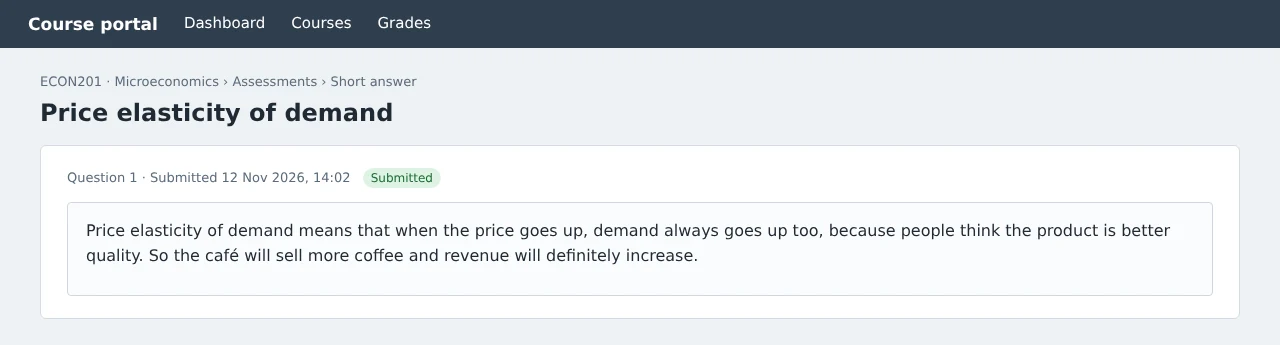 Course portal Dashboard Courses Grades
ECON201 · Microeconomics › Assessments › Short answer
Price elasticity of demand
Question 1 · Submitted 12 Nov 2026, 14:02 Submitted
Price elasticity of demand means that when the price goes up, demand always goes up too, because people think the product is better
quality. So the café will sell more coffee and revenue will definitely increase.